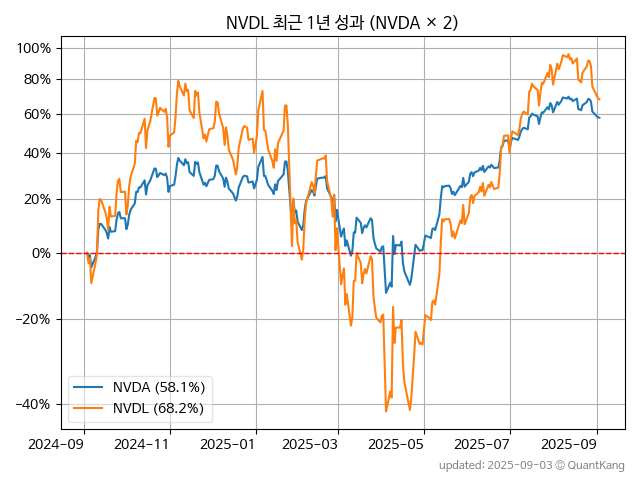 NVDL 최근 1년 성과 (NVDA × 2)
100%
80%
60%
40%
20%
0%
−20%
−40%
NVDA (58.1%)
NVDL (68.2%)
2024-09 2024-11 2025-01 2025-03 2025-05 2025-07 2025-09
updated: 2025-09-03 © QuantKang